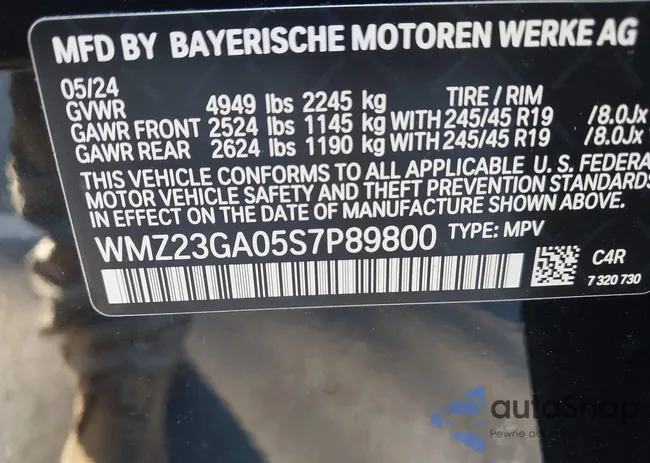 MFD BY BAYERISCHE MOTOREN WERKE AG
05/24
GVWR 4949 lbs 2245 kg TIRE / RIM
GAWR FRONT 2524 lbs 1145 kg WITH 245/45 R19 /8.0Jx
GAWR REAR 2624 lbs 1190 kg WITH 245/45 R19 /8.0Jx
THIS VEHICLE CONFORMS TO ALL APPLICABLE U.S. FEDERA
MOTOR VEHICLE SAFETY AND THEFT PREVENTION STANDARDS
IN EFFECT ON THE DATE OF MANUFACTURE SHOWN ABOVE.
WMZ23GA05S7P89800 TYPE: MPV
C4R
7 320 730
autoSnap
Pewne